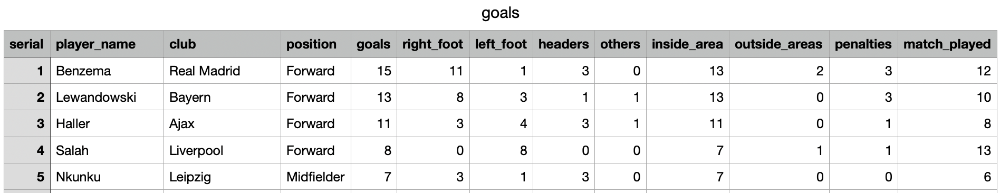 goals
serial player_name club position goals right_foot left_foot headers others inside_area outside_areas penalties match_played
1 Benzema Real Madrid Forward 15 11 1 3 0 13 2 3 12
2 Lewandowski Bayern Forward 13 8 3 1 1 13 0 3 10
3 Haller Ajax Forward 11 3 4 3 1 11 0 1 8
4 Salah Liverpool Forward 8 0 8 0 0 7 1 1 13
5 Nkunku Leipzig Midfielder 7 3 1 3 0 7 0 0 6